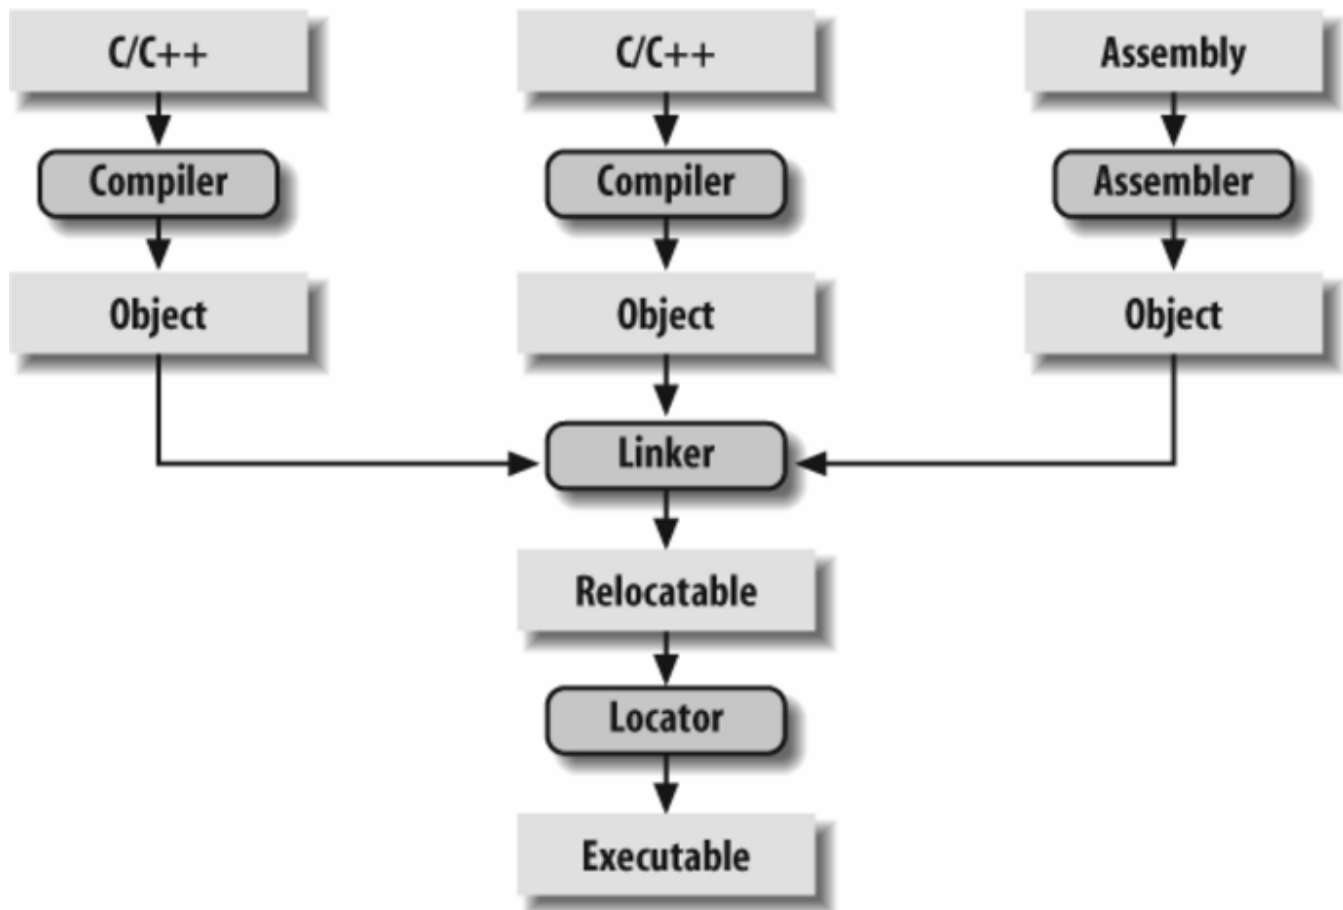 C/C++
C/C++
Assembly
Compiler
Compiler
Assembler
Object
Object
Object
Linker
Relocatable
Locator
Executable